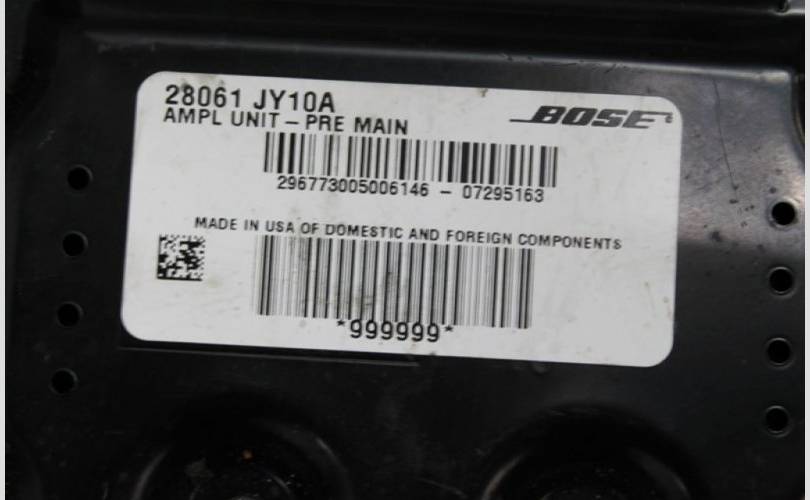 28061 JY10A
AMPL UNIT – PRE MAIN
BOSE®
296773005006146 – 07295163
MADE IN USA OF DOMESTIC AND FOREIGN COMPONENTS
*999999*